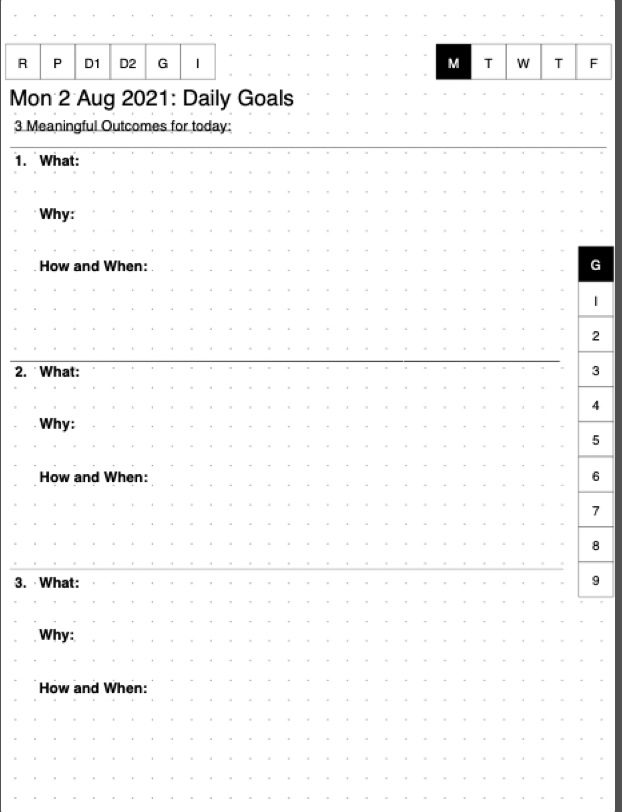 R P D1 D2 G I M T W T F
Mon 2 Aug 2021: Daily Goals
3 Meaningful Outcomes for today:
1. What:
Why:
How and When:
2. What:
Why:
How and When:
3. What:
Why:
How and When:
G
I
2
3
4
5
6
7
8
9